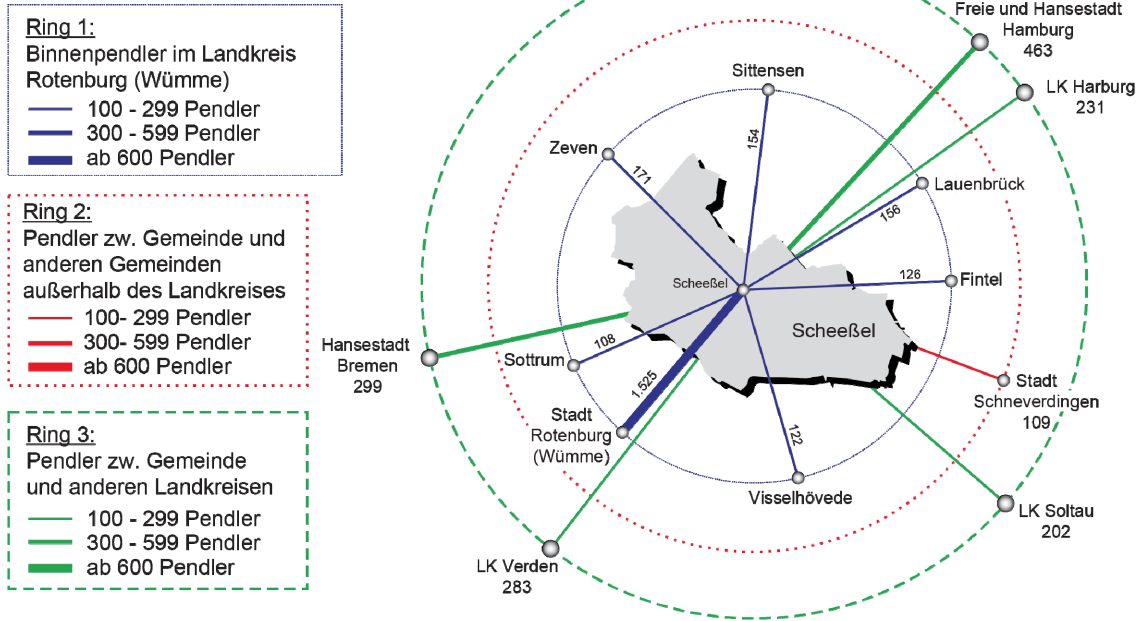 Ring 1:
Binnenpendler im Landkreis
Rotenburg (Wümme)
100 - 299 Pendler
300 - 599 Pendler
ab 600 Pendler
Ring 2:
Pendler zw. Gemeinde und
anderen Gemeinden
außerhalb des Landkreises
100- 299 Pendler
300- 599 Pendler
ab 600 Pendler
Ring 3:
Pendler zw. Gemeinde
und anderen Landkreisen
100 - 299 Pendler
300 - 599 Pendler
ab 600 Pendler
Freie und Hansestadt
Hamburg
463
LK Harburg
231
Sittensen
154
Zeven
171
Lauenbrück
156
Fintel
126
Scheeßel
Scheeßel
Hansestadt
Bremen
299
Sottrum
108
Stadt
Rotenburg
(Wümme)
1.525
Visselhövede
122
Stadt
Schneverdingen
109
LK Soltau
202
LK Verden
283